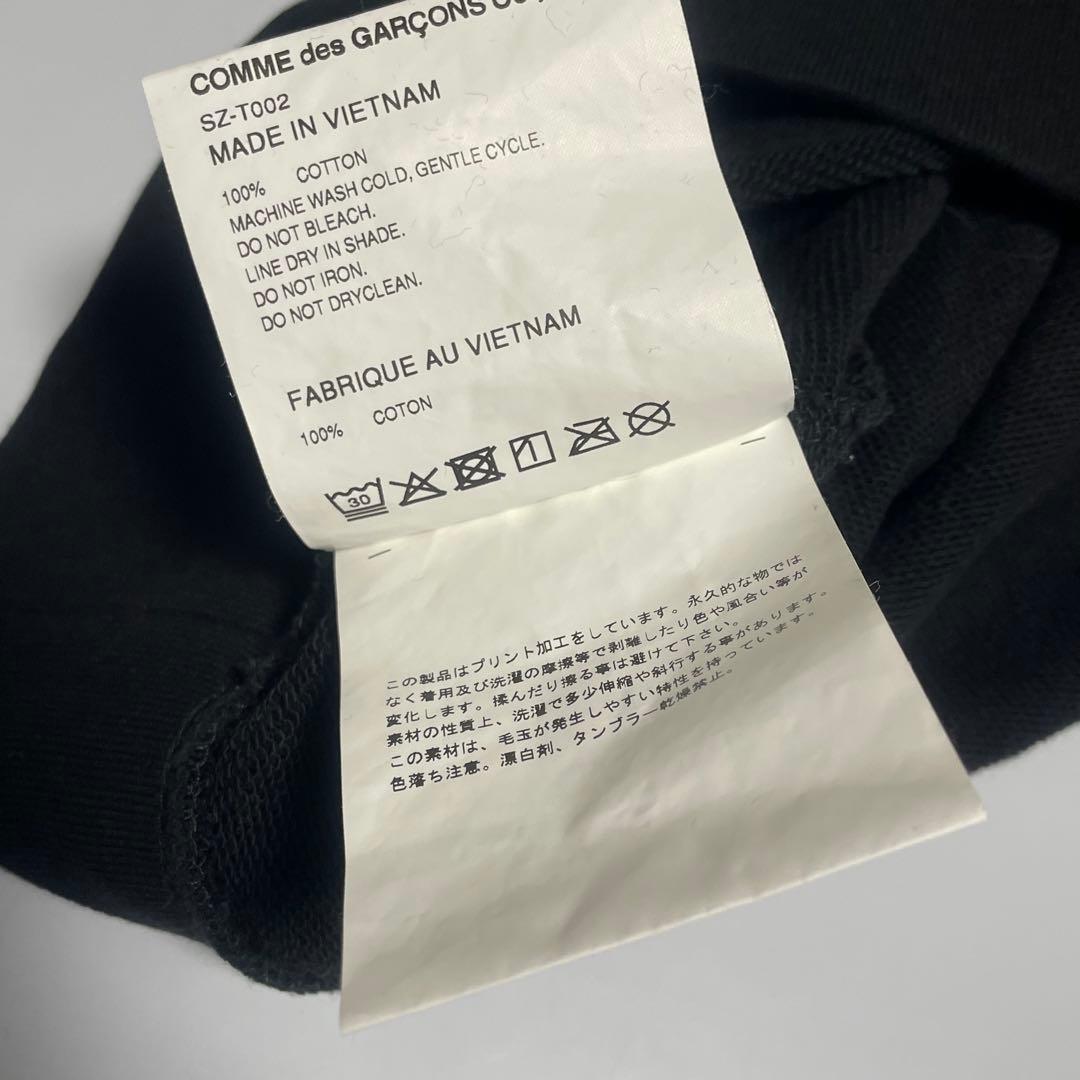 COMME des GARÇONS
SZ-T002
MADE IN VIETNAM
100% COTTON
MACHINE WASH COLD, GENTLE CYCLE.
DO NOT BLEACH.
LINE DRY IN SHADE.
DO NOT IRON.
DO NOT DRYCLEAN.
FABRIQUE AU VIETNAM
100% COTON
30
この製品はプリント加工をしています。永久的な物では
なく着用及び洗濯の摩擦等で剥離したり色や風合い等が
変化します。揉んだり擦る事は避けて下さい。
素材の性質上、洗濯で多少伸縮や斜行する事があります。
この素材は、毛玉が発生しやすい特性を持っています。
色落ち注意。漂白剤、タンブラー乾燥禁止。